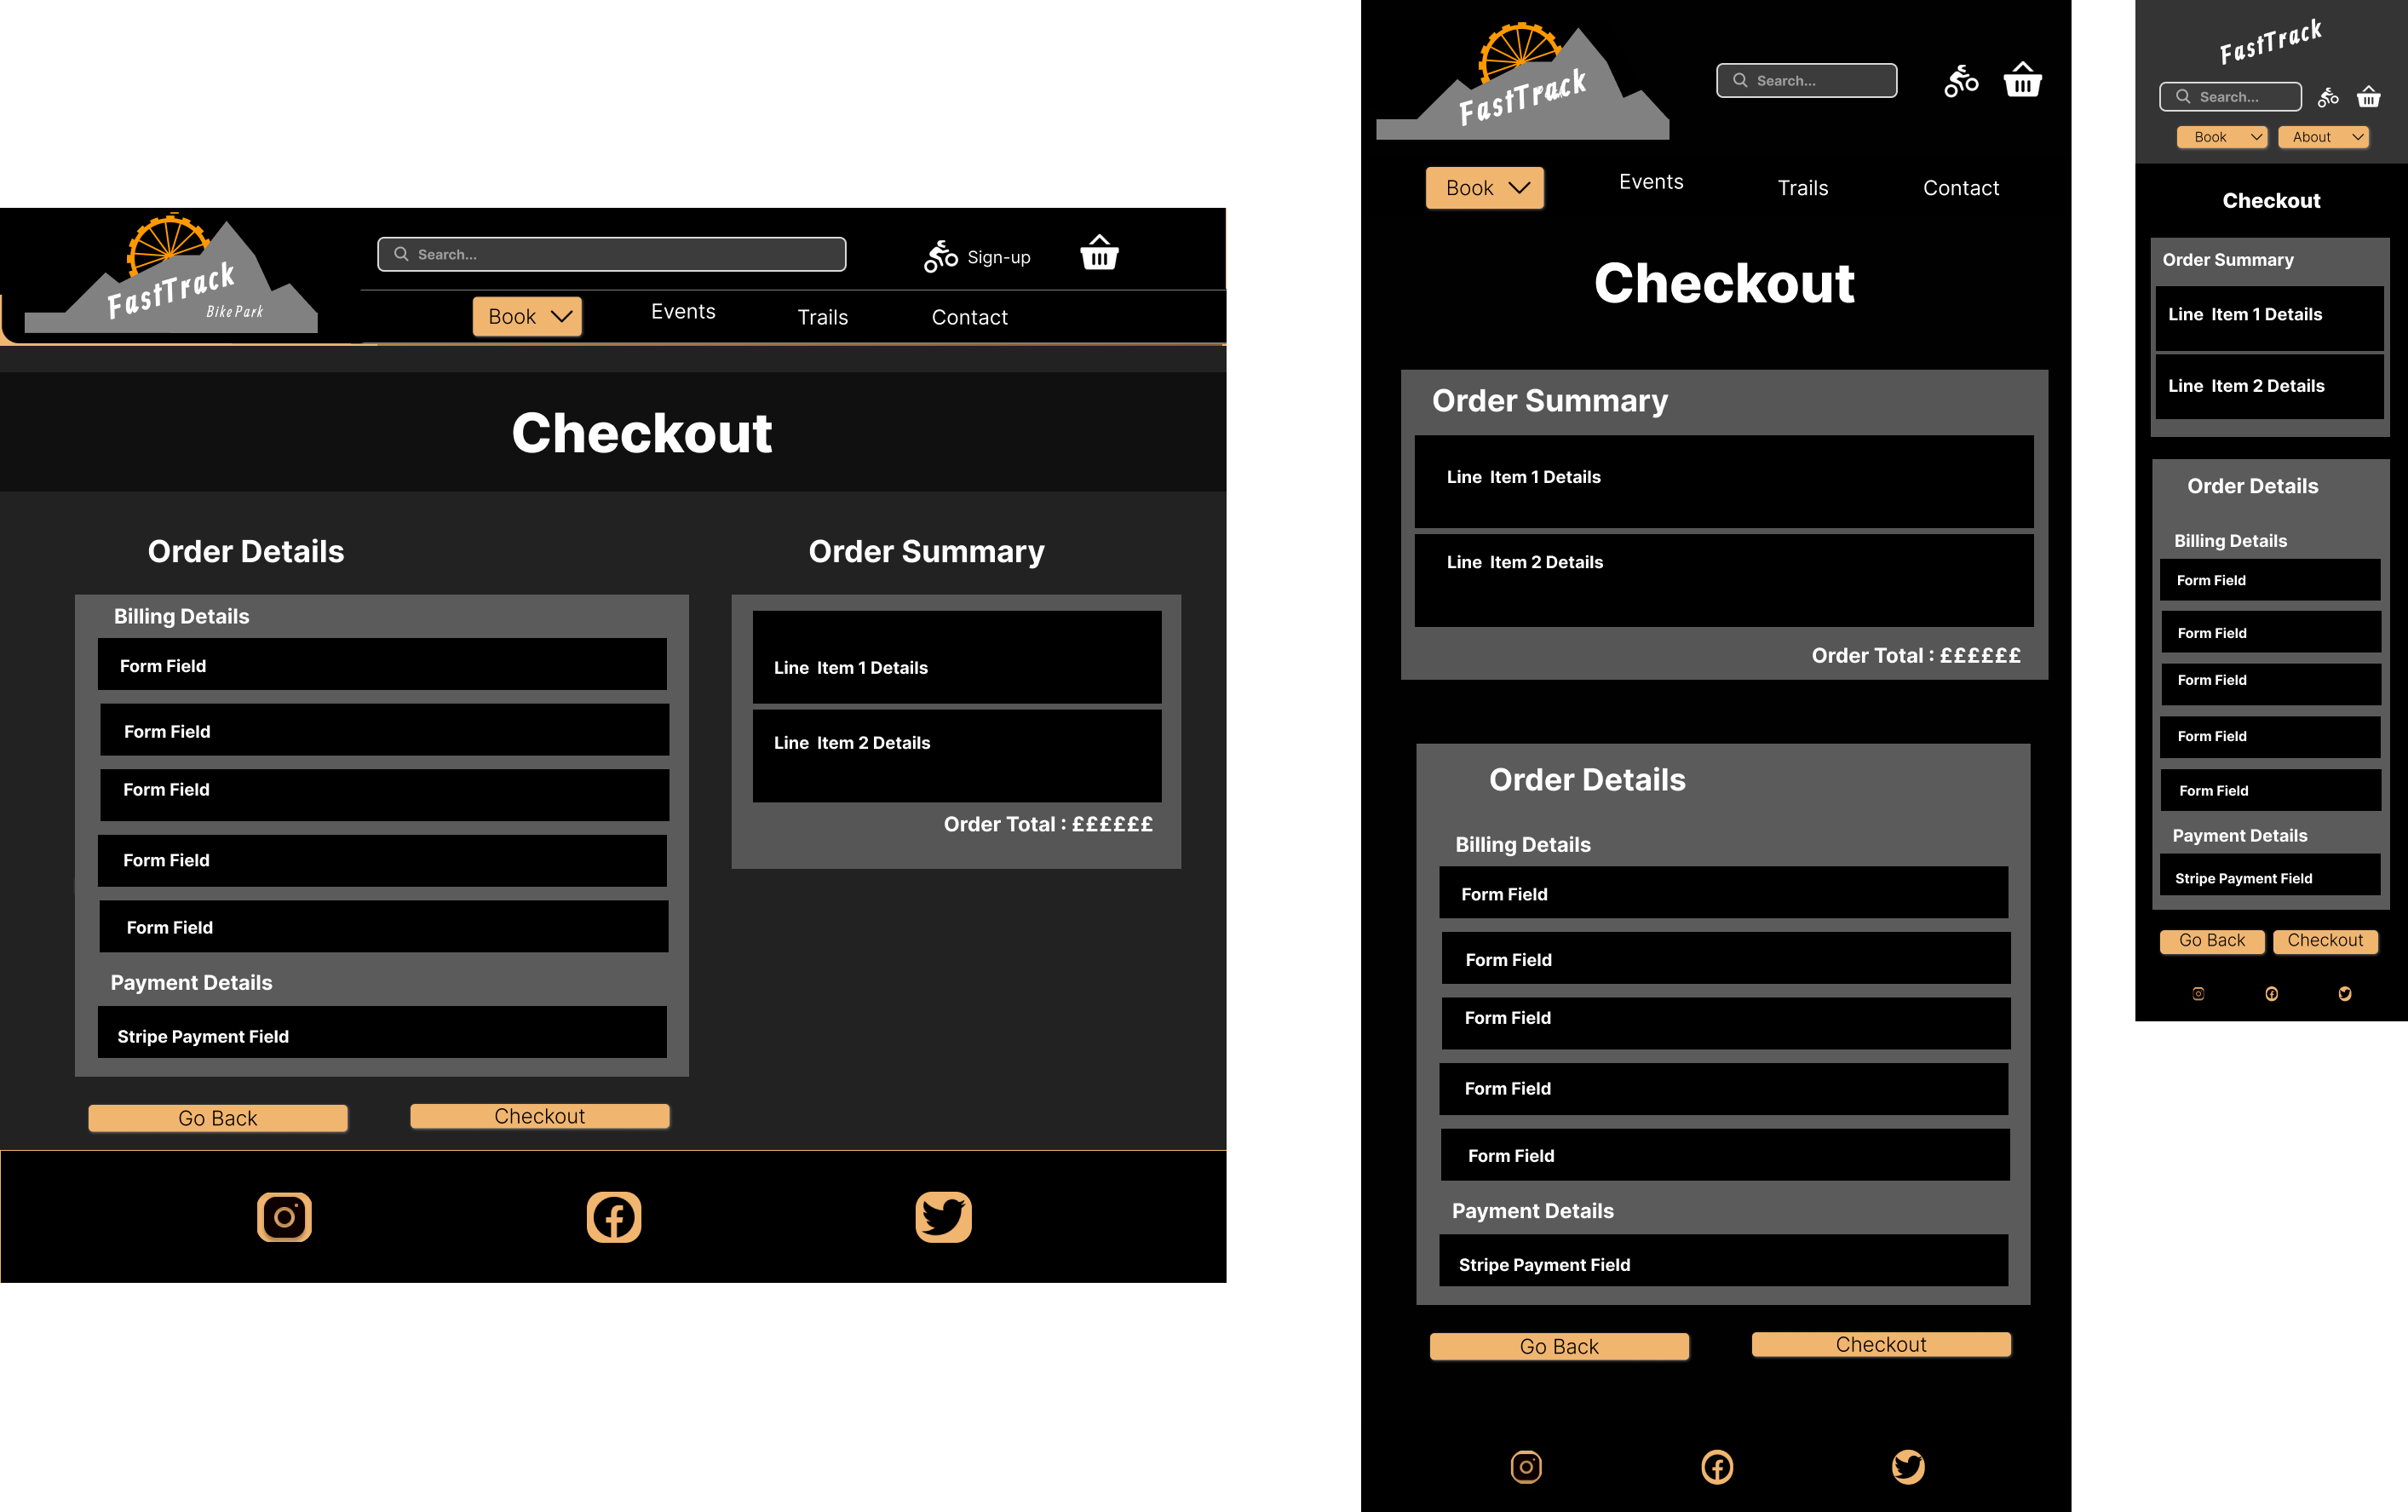 FastTrack
Bike Park
Search...
Sign-up
Book
Events
Trails
Contact
Checkout
Order Details
Order Summary
Billing Details
Form Field
Form Field
Form Field
Form Field
Form Field
Payment Details
Stripe Payment Field
Line Item 1 Details
Line Item 2 Details
Order Total : ££££££
Go Back
Checkout
FastTrack
Search...
Book
Events
Trails
Contact
Checkout
Order Summary
Line Item 1 Details
Line Item 2 Details
Order Total : ££££££
Order Details
Billing Details
Form Field
Form Field
Form Field
Form Field
Form Field
Payment Details
Stripe Payment Field
Go Back
Checkout
FastTrack
Search...
Book
About
Checkout
Order Summary
Line Item 1 Details
Line Item 2 Details
Order Details
Billing Details
Form Field
Form Field
Form Field
Form Field
Form Field
Payment Details
Stripe Payment Field
Go Back
Checkout